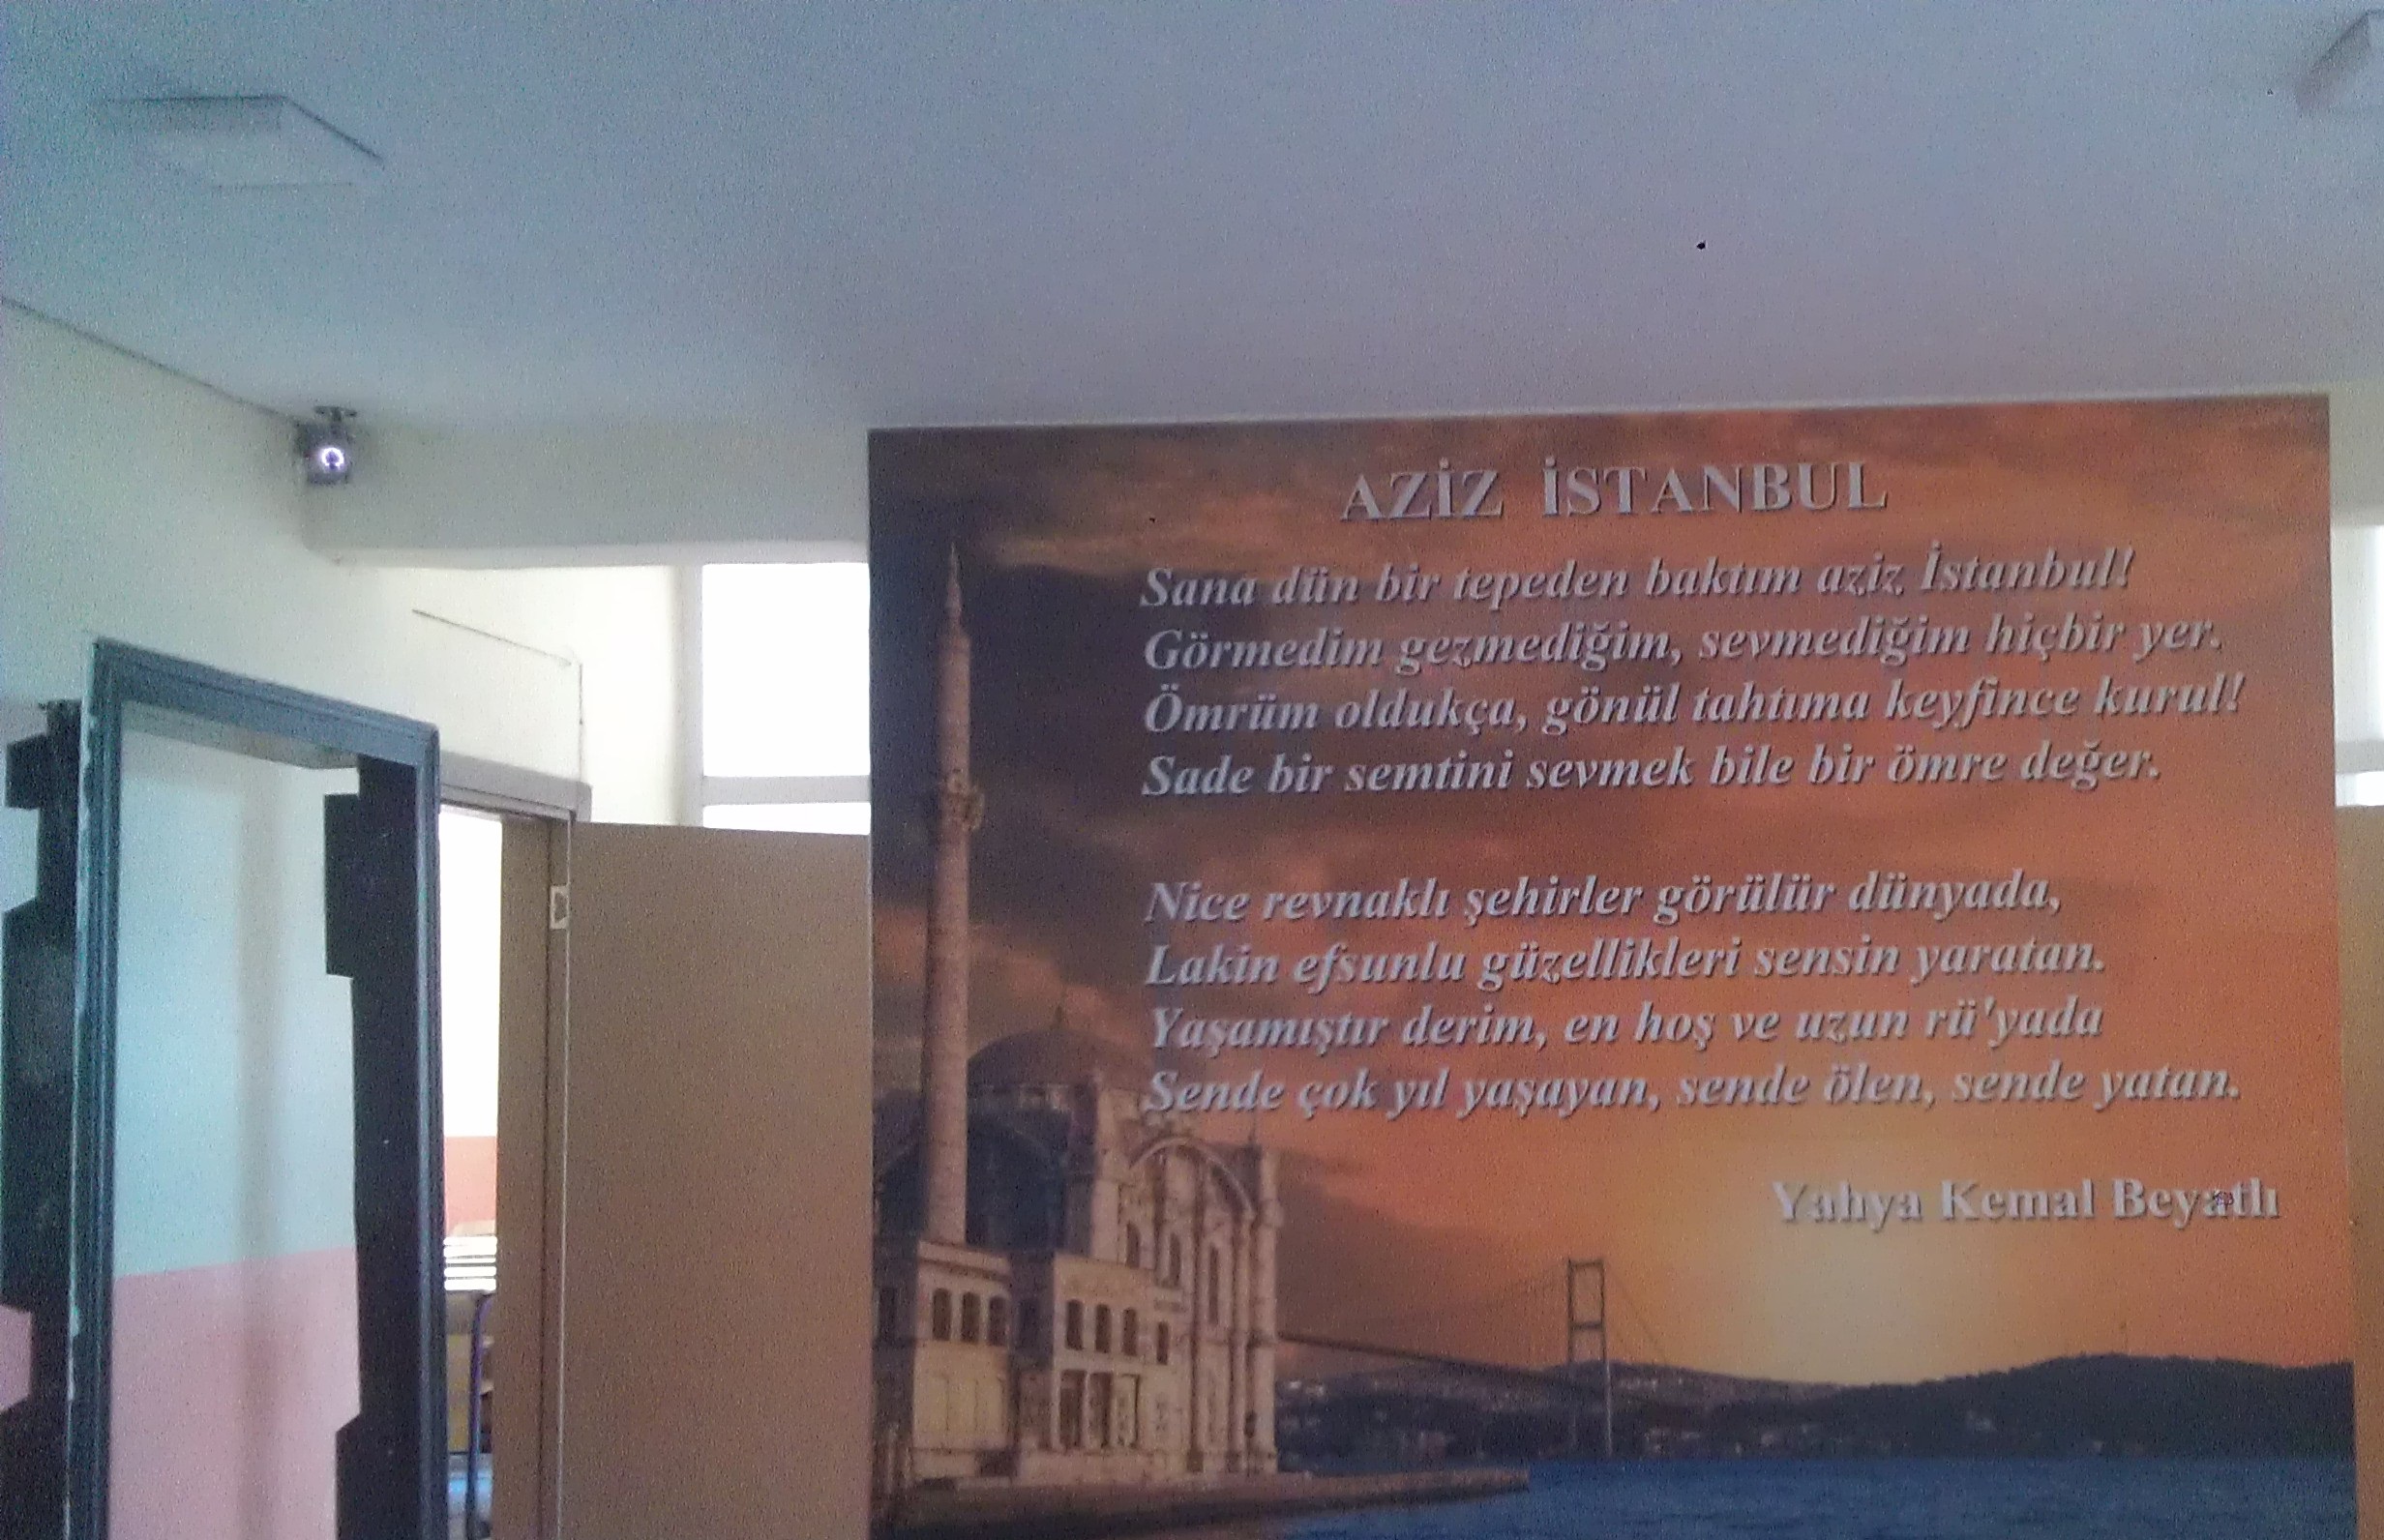 AZİZ İSTANBUL
Sana dün bir tepeden baktım aziz İstanbul!
Görmedim gezmediğim, sevmediğim hiçbir yer.
Ömrüm oldukça, gönül tahtıma keyfince kurul!
Sade bir semtini sevmek bile bir ömre değer.
Nice revnaklı şehirler görülür dünyada,
Lakin efsunlu güzellikleri sensin yaratan.
Yaşamıştır derim, en hoş ve uzun rü'yada
Sende çok yıl yaşayan, sende ölen, sende yatan.
Yahya Kemal Beyatlı